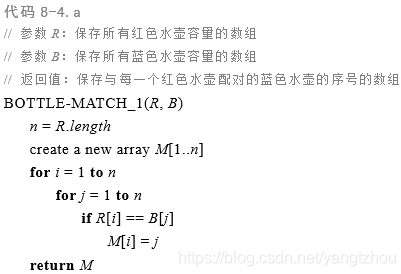 代码 8-4.a
// 参数 R：保存所有红色水壶容量的数组
// 参数 B：保存所有蓝色水壶容量的数组
// 返回值：保存与每一个红色水壶配对的蓝色水壶的序号的数组
BOTTLE-MATCH_1(R, B)
n = R.length
create a new array M[1..n]
for i = 1 to n
for j = 1 to n
if R[i] == B[j]
M[i] = j
return M
https://blog.csdn.net/yangtzhou